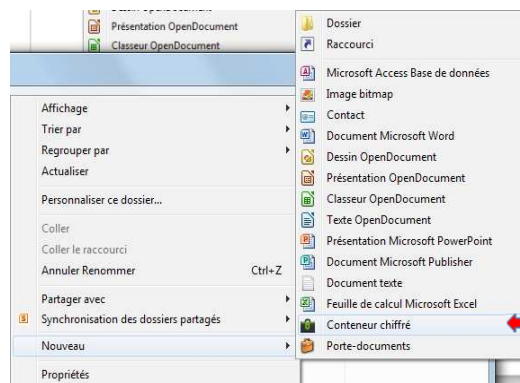 Présentation OpenDocument
Classeur OpenDocument
Affichage
Trier par
Regrouper par
Actualiser
Personnaliser ce dossier...
Coller
Coller le raccourci
Annuler Renommer Ctrl+Z
Partager avec
Synchronisation des dossiers partagés
Nouveau
Propriétés
Dossier
Raccourci
Microsoft Access Base de données
Image bitmap
Contact
Document Microsoft Word
Dessin OpenDocument
Présentation OpenDocument
Classeur OpenDocument
Texte OpenDocument
Présentation Microsoft PowerPoint
Document Microsoft Publisher
Document texte
Feuille de calcul Microsoft Excel
Conteneur chiffré
Porte-documents